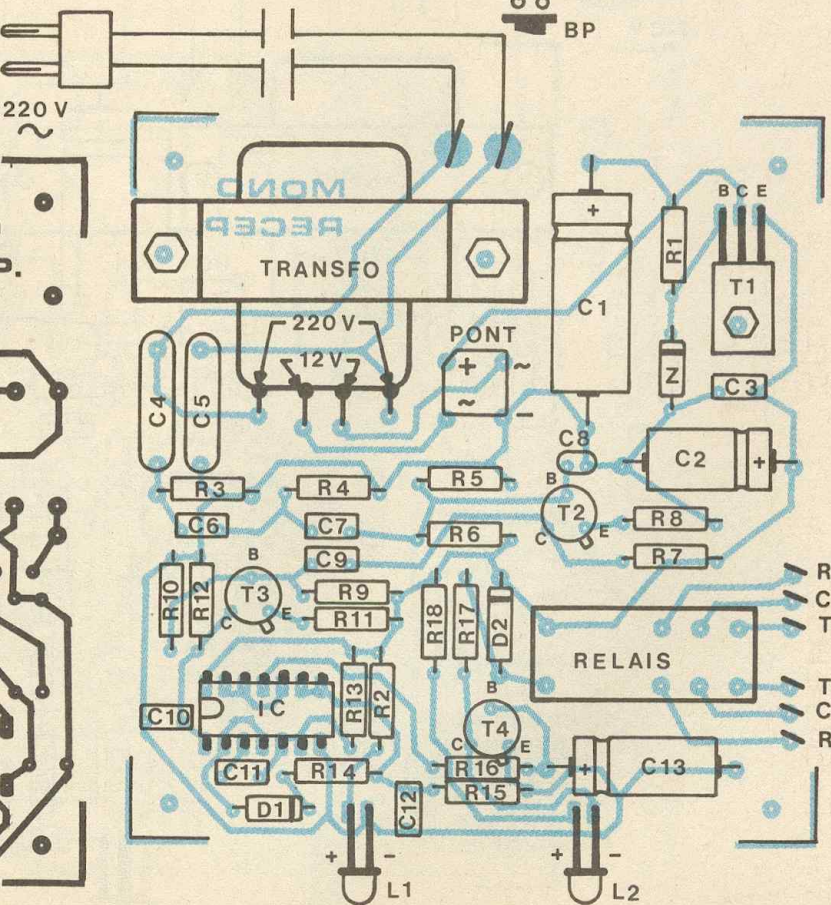 BP
220 V
P.
MONO
RECEP
TRANSFO
220 V
12 V
PONT
+
~
~
−
+
C1
R1
B C E
T1
Z
C3
C4
C5
C8
C2
+
R3
R4
R5
B
T2
C
E
R8
C6
C7
R6
R7
C9
B
T3
C
E
R10
R12
R9
R11
R18
R17
D2
RELAIS
R
C
T
T
C
R
IC
R13
R2
C10
B
T4
C
E
C11
R14
R16
R15
+
C13
D1
C12
+
−
L1
+
−
L2